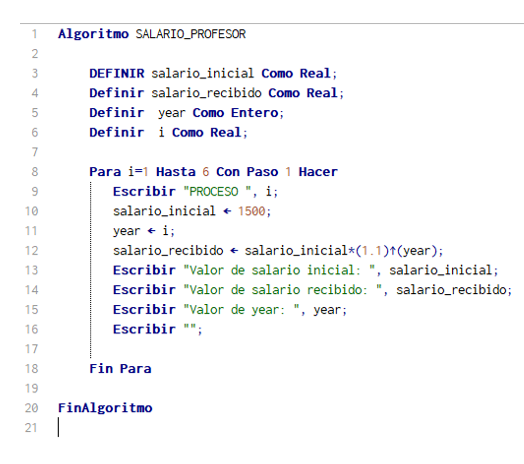 1 Algoritmo SALARIO_PROFESOR
2
3 DEFINIR salario_inicial Como Real;
4 Definir salario_recibido Como Real;
5 Definir  year Como Entero;
6 Definir  i Como Real;
7
8 Para i=1 Hasta 6 Con Paso 1 Hacer
9 Escribir "PROCESO ", i;
10 salario_inicial ← 1500;
11 year ← i;
12 salario_recibido ← salario_inicial*(1.1)↑(year);
13 Escribir "Valor de salario inicial: ", salario_inicial;
14 Escribir "Valor de salario recibido: ", salario_recibido;
15 Escribir "Valor de year: ", year;
16 Escribir "";
17
18 Fin Para
19
20 FinAlgoritmo
21